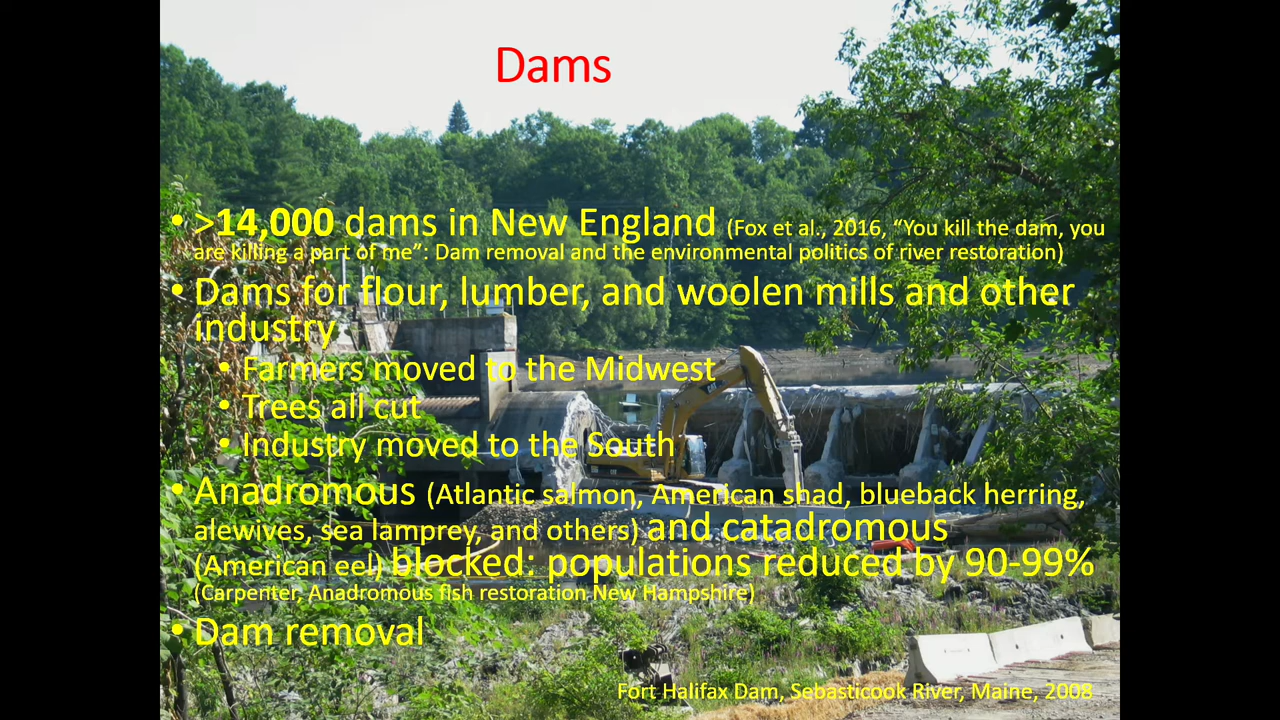 Dams
• >14,000 dams in New England (Fox et al., 2016, “You kill the dam, you
are killing a part of me”: Dam removal and the environmental politics of river restoration)
• Dams for flour, lumber, and woolen mills and other
industry
• Farmers moved to the Midwest
• Trees all cut
• Industry moved to the South
• Anadromous (Atlantic salmon, American shad, blueback herring,
alewives, sea lamprey, and others) and catadromous
(American eel) blocked: populations reduced by 90-99%
(Carpenter, Anadromous fish restoration New Hampshire)
• Dam removal
Fort Halifax Dam, Sebasticook River, Maine, 2008